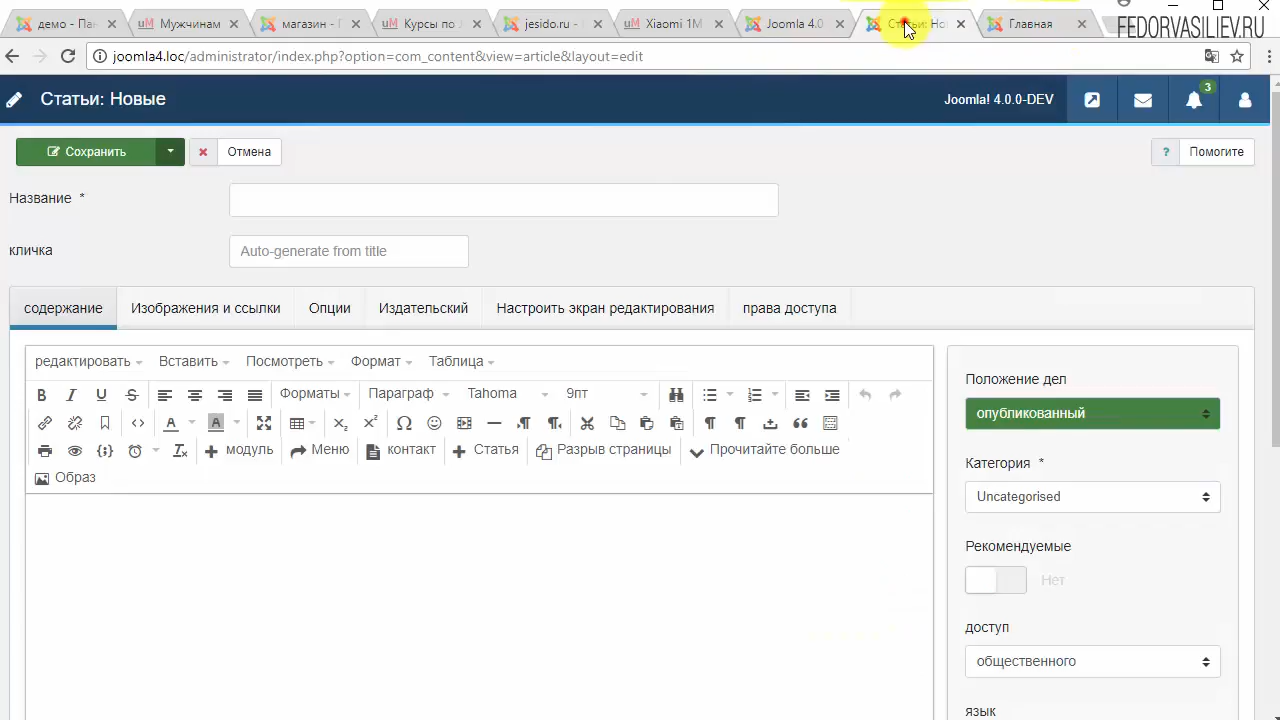 демо - Па
Мужчинам
магазин - Г
Курсы по J
jesido.ru -
Xiaomi 1М
Joomla 4.0
Статьи: Но
Главная
FEDORVASILIEV.RU
joomla4.loc/administrator/index.php?option=com_content&view=article&layout=edit
Статьи: Новые
Joomla! 4.0.0-DEV
3
Сохранить
Отмена
? Помогите
Название *
кличка
Auto-generate from title
содержание Изображения и ссылки Опции Издательский Настроить экран редактирования права доступа
редактировать Вставить Посмотреть Формат Таблица
B I U S Форматы Параграф Tahoma 9пт
модуль Меню контакт Статья Разрыв страницы Прочитайте больше
Образ
Положение дел
опубликованный
Категория *
Uncategorised
Рекомендуемые
Нет
доступ
общественного
язык